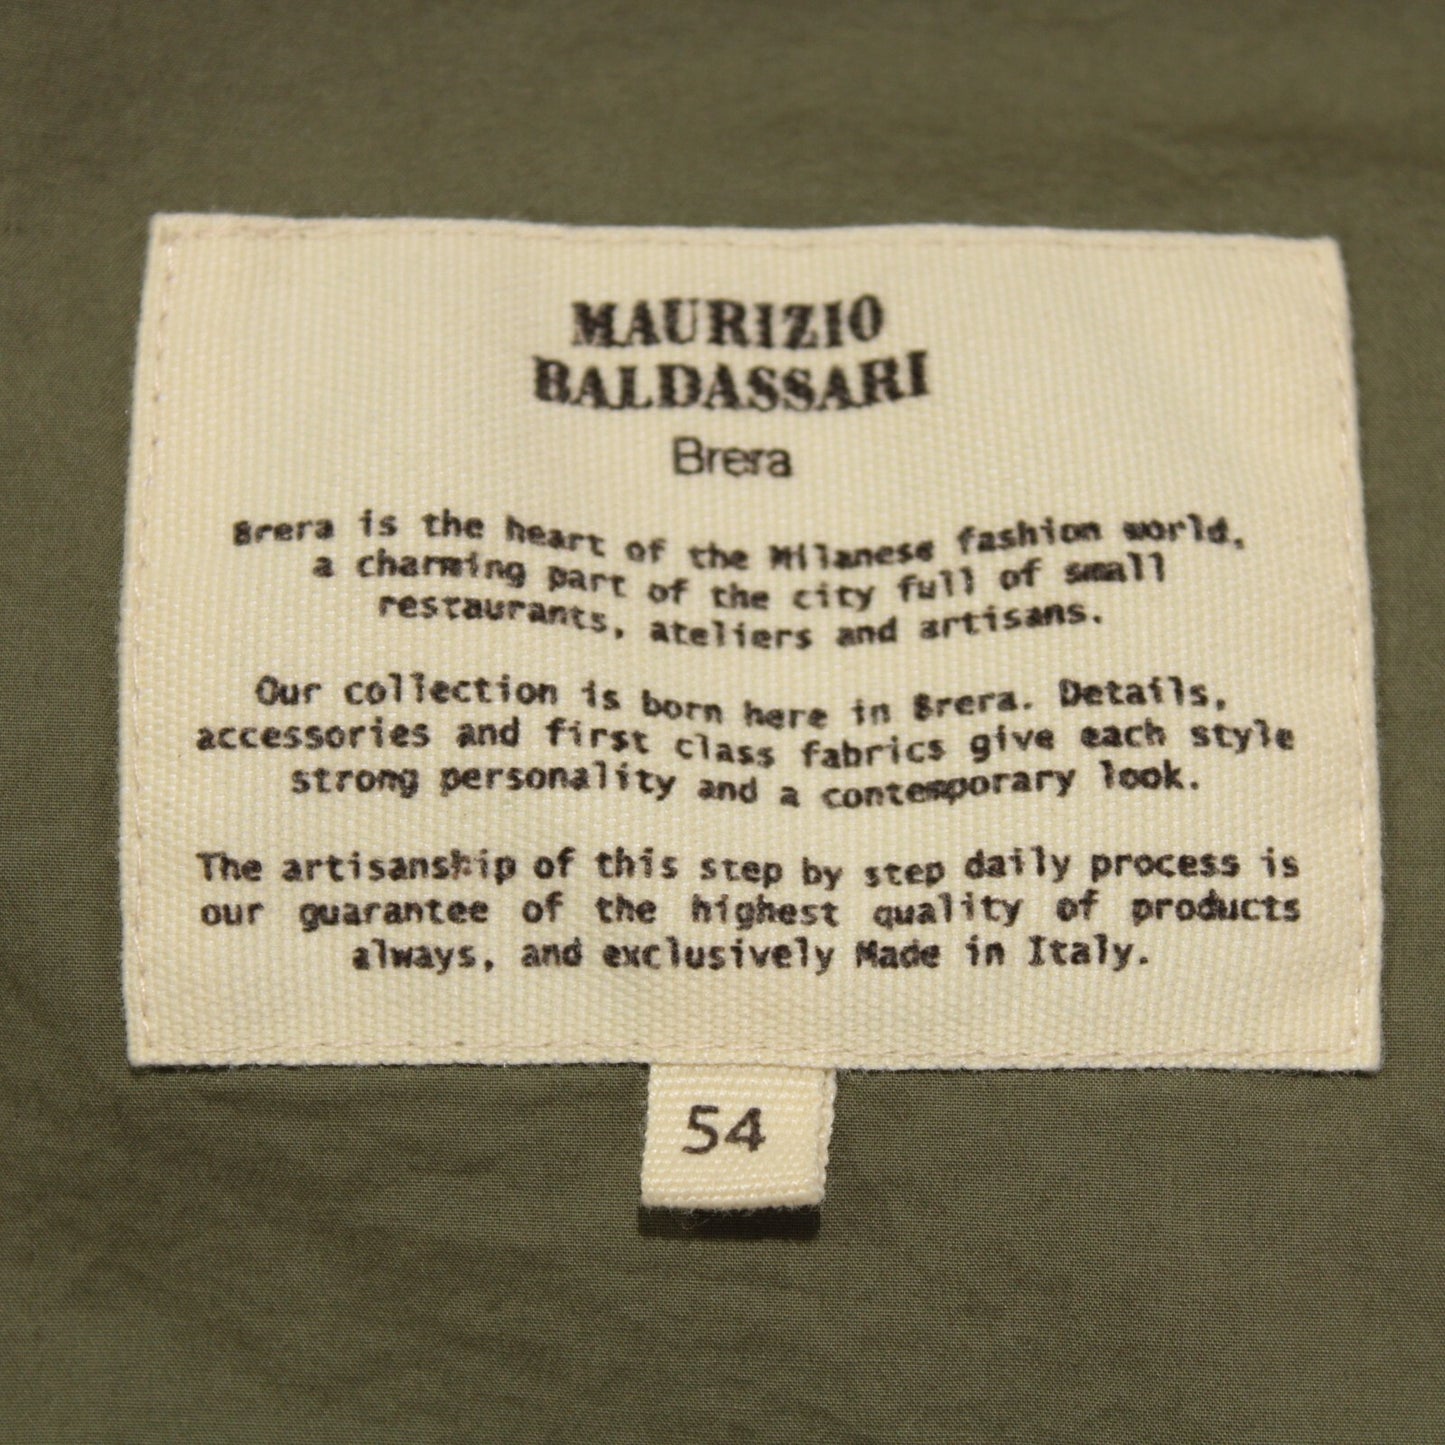 MAURIZIO
BALDASSARI
Brera
Brera is the heart of the Milanese fashion world,
a charming part of the city full of small
restaurants, ateliers and artisans.
Our collection is born here in Brera. Details,
accessories and first class fabrics give each style
strong personality and a contemporary look.
The artisanship of this step by step daily process is
our guarantee of the highest quality of products
always, and exclusively Made in Italy.
54